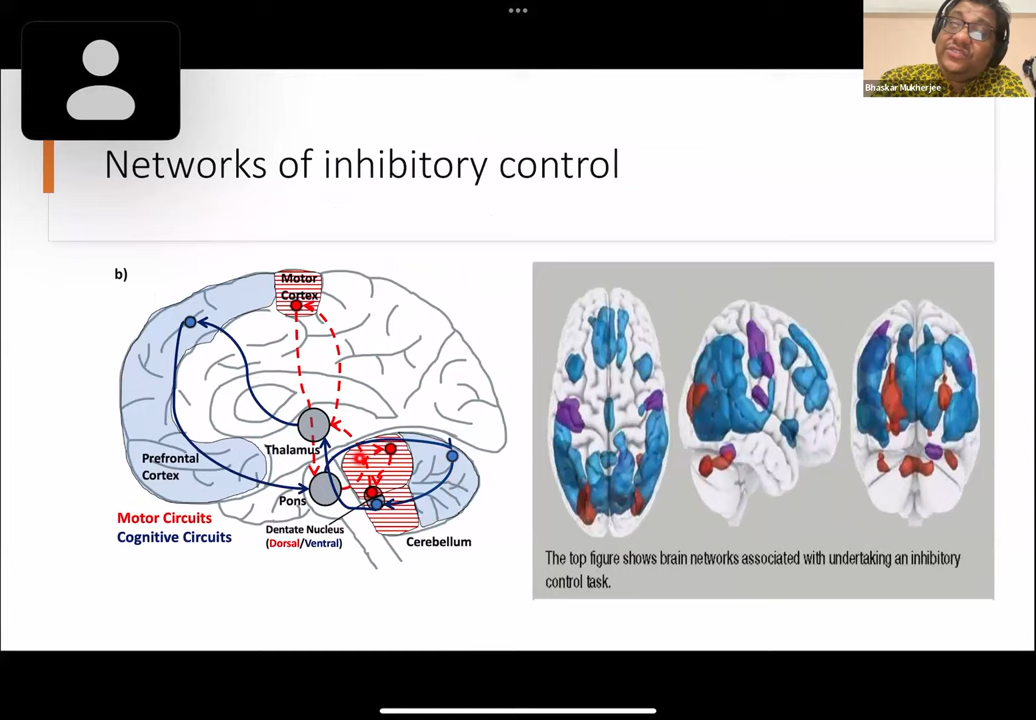 Bhaskar Mukherjee
Networks of inhibitory control
b)
Motor
Cortex
Thalamus
Prefrontal
Cortex
Pons
Motor Circuits
Cognitive Circuits
Dentate Nucleus
(Dorsal/Ventral)
Cerebellum
The top figure shows brain networks associated with undertaking an inhibitory
control task.